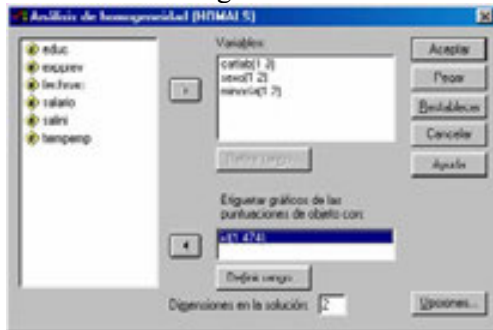 Análisis de homogeneidad (HOMALS)
educ
expprev
fechnac
salario
salini
tiempemp
Variables:
catlab(1 3)
sexo(1 2)
minoría(1 2)
Definir rango...
Etiquetar gráficos de las
puntuaciones de objeto con:
id(1 474)
Definir rango...
Dimensiones en la solución: 2
Aceptar
Pegar
Restablecer
Cancelar
Ayuda
Opciones...